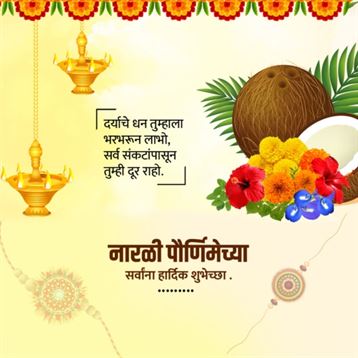 दर्याचे धन तुम्हाला
भरभरून लाभो,
सर्व संकटांपासून
तुम्ही दूर राहो.
नारळी पौर्णिमेच्या
सर्वांना हार्दिक शुभेच्छा .